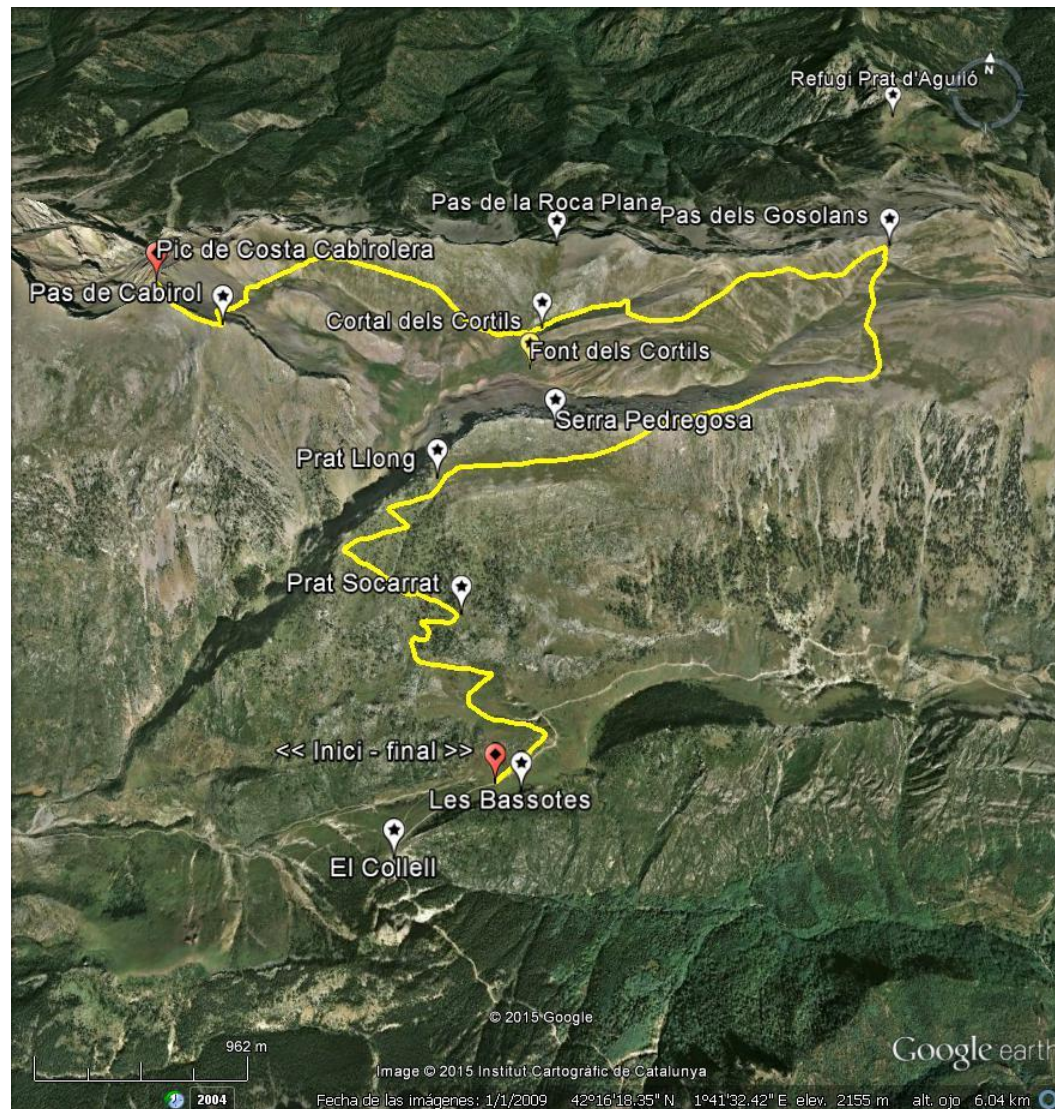 Refugi Prat d'Aguiló
N
Pas de la Roca Plana
Pas dels Gosolans
Pic de Costa Cabirolera
Pas de Cabirol
Cortal dels Cortils
Font dels Cortils
Serra Pedregosa
Prat Llong
Prat Socarrat
<< Inici - final >>
Les Bassotes
El Collell
© 2015 Google
962 m
Google earth
Image © 2015 Institut Cartogràfic de Catalunya
2004
Fecha de las imágenes: 1/1/2009 42°16'18.35" N 1°41'32.42" E elev. 2155 m alt. ojo 6.04 km